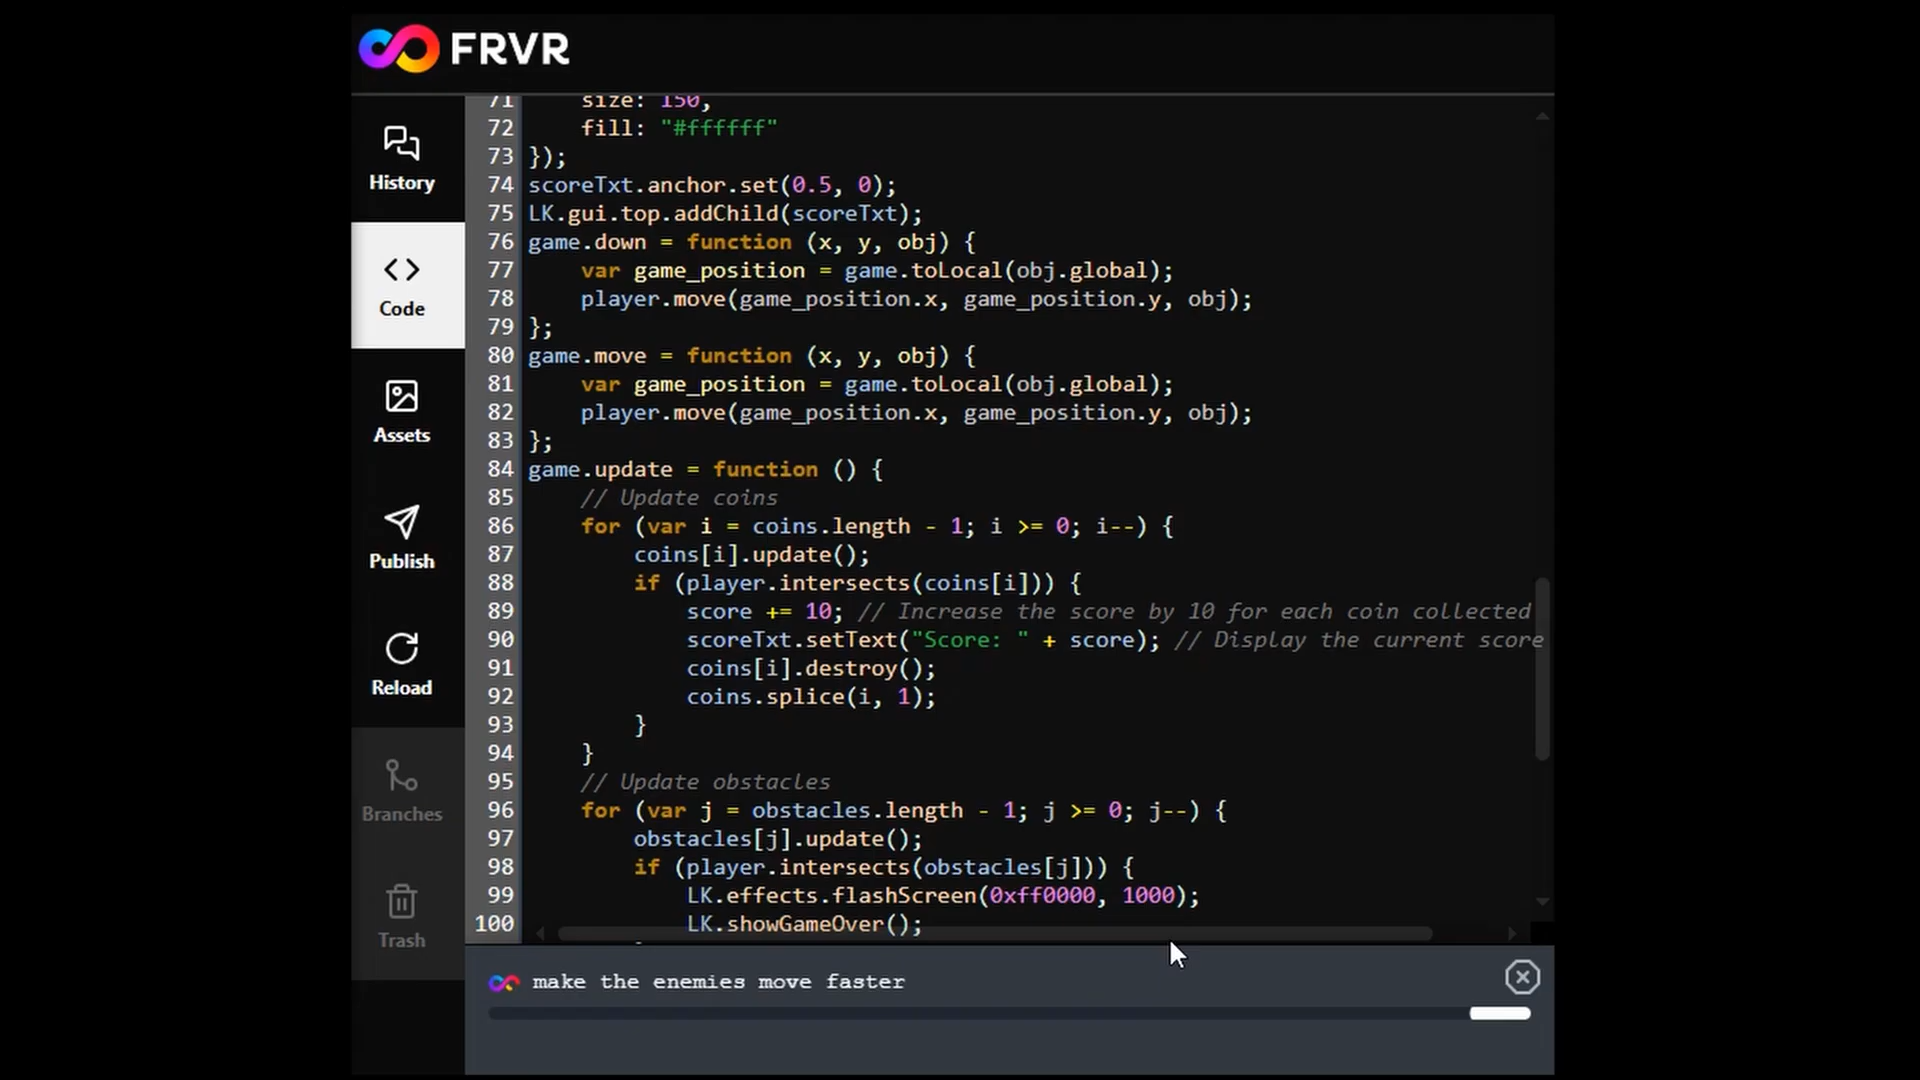 FRVR
History
Code
Assets
Publish
Reload
Branches
Trash
71 size: 150,
72 fill: "#ffffff"
73 });
74 scoreTxt.anchor.set(0.5, 0);
75 LK.gui.top.addChild(scoreTxt);
76 game.down = function (x, y, obj) {
77 var game_position = game.toLocal(obj.global);
78 player.move(game_position.x, game_position.y, obj);
79 };
80 game.move = function (x, y, obj) {
81 var game_position = game.toLocal(obj.global);
82 player.move(game_position.x, game_position.y, obj);
83 };
84 game.update = function () {
85 // Update coins
86 for (var i = coins.length - 1; i >= 0; i--) {
87 coins[i].update();
88 if (player.intersects(coins[i])) {
89 score += 10; // Increase the score by 10 for each coin collected
90 scoreTxt.setText("Score: " + score); // Display the current score
91 coins[i].destroy();
92 coins.splice(i, 1);
93 }
94 }
95 // Update obstacles
96 for (var j = obstacles.length - 1; j >= 0; j--) {
97 obstacles[j].update();
98 if (player.intersects(obstacles[j])) {
99 LK.effects.flashScreen(0xff0000, 1000);
100 LK.showGameOver();
make the enemies move faster